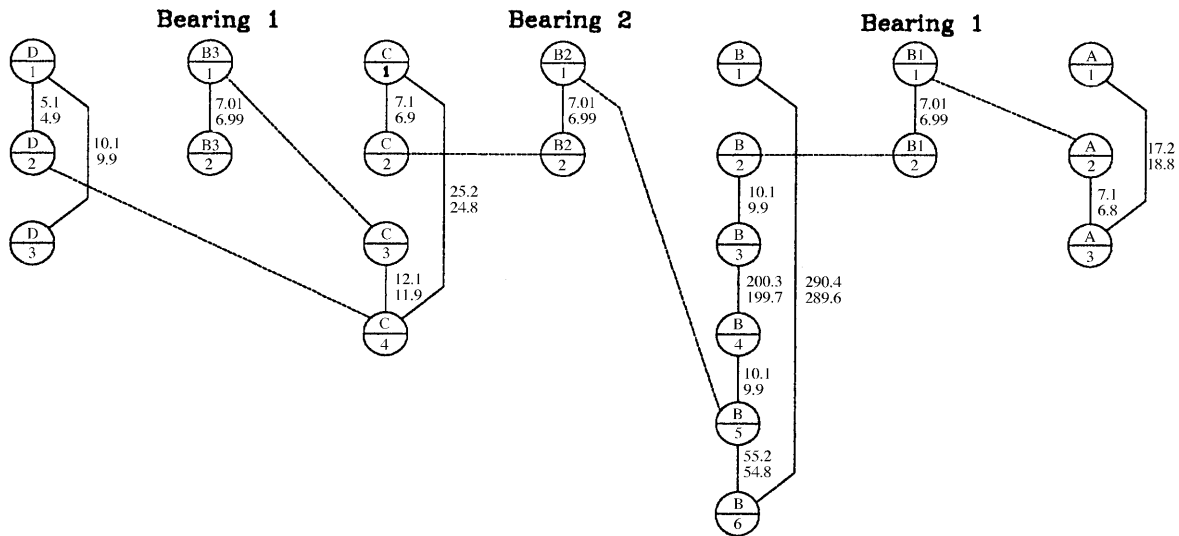 Bearing 1 Bearing 2 Bearing 1
D B3 C B2 B B1 A
1 1 1 1 1 1 1
5.1 7.01 7.1 7.01 7.01
4.9 6.99 6.9 6.99 6.99
10.1
9.9
17.2
18.8
D B3 C B2 B B1 A
2 2 2 2 2 2 2
25.2
24.8
10.1 7.1
9.9 6.8
D C B A
3 3 3 3
12.1 200.3 290.4
11.9 199.7 289.6
C B
4 4
10.1
9.9
B
5
55.2
54.8
B
6